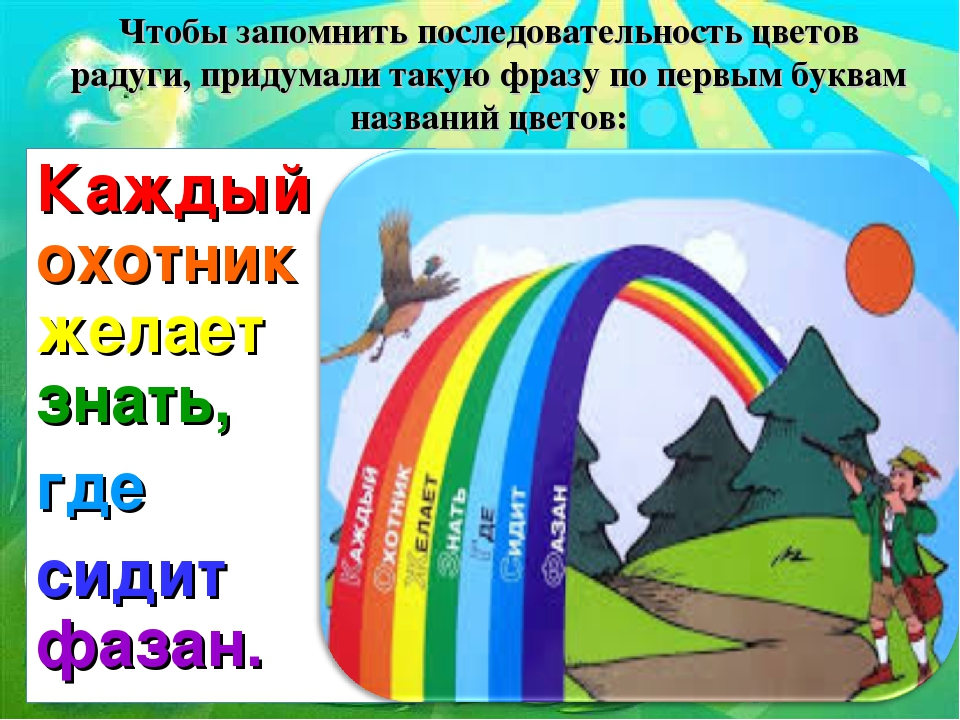 Чтобы запомнить последовательность цветов
радуги, придумали такую фразу по первым буквам
названий цветов:
Каждый
охотник
желает
знать,
где
сидит
фазан.
КАЖДЫЙ
ОХОТНИК
ЖЕЛАЕТ
ЗНАТЬ
ГДЕ
СИДИТ
ФАЗАН